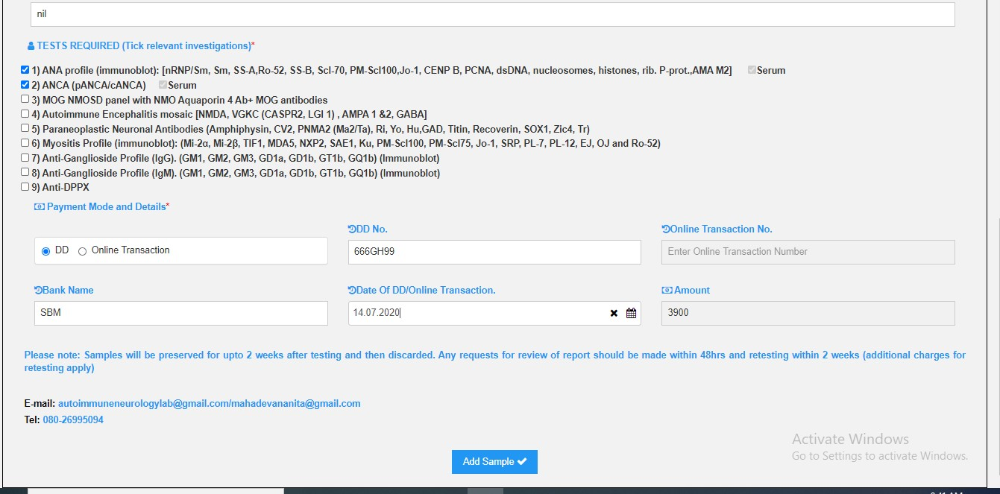 nil
TESTS REQUIRED (Tick relevant investigations)*
1) ANA profile (immunoblot): [nRNP/Sm, Sm, SS-A,Ro-52, SS-B, Scl-70, PM-Scl100,Jo-1, CENP B, PCNA, dsDNA, nucleosomes, histones, rib. P-prot.,AMA M2] Serum
2) ANCA (pANCA/cANCA) Serum
3) MOG NMOSD panel with NMO Aquaporin 4 Ab+ MOG antibodies
4) Autoimmune Encephalitis mosaic [NMDA, VGKC (CASPR2, LGI 1) , AMPA 1 &2, GABA]
5) Paraneoplastic Neuronal Antibodies (Amphiphysin, CV2, PNMA2 (Ma2/Ta), Ri, Yo, Hu,GAD, Titin, Recoverin, SOX1, Zic4, Tr)
6) Myositis Profile (immunoblot): (Mi-2α, Mi-2β, TIF1, MDA5, NXP2, SAE1, Ku, PM-Scl100, PM-Scl75, Jo-1, SRP, PL-7, PL-12, EJ, OJ and Ro-52)
7) Anti-Ganglioside Profile (IgG). (GM1, GM2, GM3, GD1a, GD1b, GT1b, GQ1b) (Immunoblot)
8) Anti-Ganglioside Profile (IgM). (GM1, GM2, GM3, GD1a, GD1b, GT1b, GQ1b) (Immunoblot)
9) Anti-DPPX
Payment Mode and Details*
DD No. Online Transaction No.
DD Online Transaction 666GH99 Enter Online Transaction Number
Bank Name Date Of DD/Online Transaction. Amount
SBM 14.07.2020 3900
Please note: Samples will be preserved for upto 2 weeks after testing and then discarded. Any requests for review of report should be made within 48hrs and retesting within 2 weeks (additional charges for
retesting apply)
E-mail: autoimmuneneurologylab@gmail.com/mahadevananita@gmail.com
Tel: 080-26995094
Activate Windows
Go to Settings to activate Windows.
Add Sample